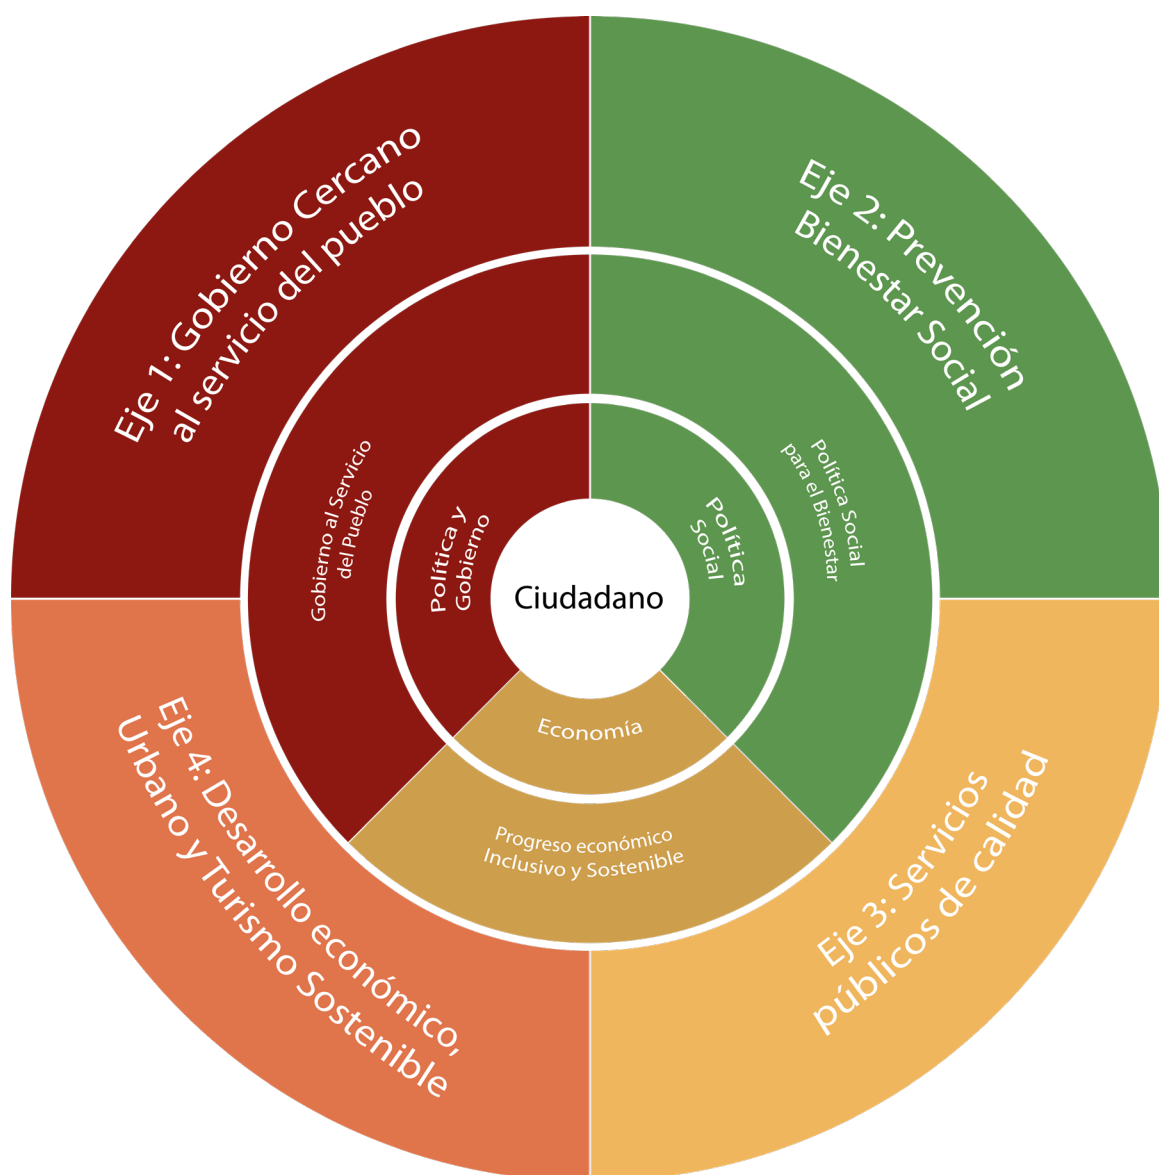 Eje 1: Gobierno Cercano
al servicio del pueblo
Eje 2: Prevención
Bienestar Social
Gobierno al Servicio
del Pueblo
Política Social
para el Bienestar
Política y
Gobierno
Política
Social
Ciudadano
Economía
Progreso económico
Inclusivo y Sostenible
Eje 4: Desarrollo económico,
Urbano y Turismo Sostenible
Eje 3: Servicios
públicos de calidad